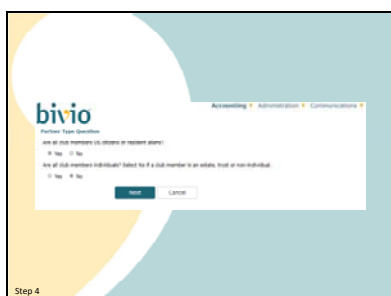 bivio
Accounting Administration Communications
Partner Type Question
Are all club members US citizens or resident aliens?
Yes No
Are all club members individuals? Select No if a club member is an estate, trust or non-individual.
Yes No
Next Cancel
Step 4